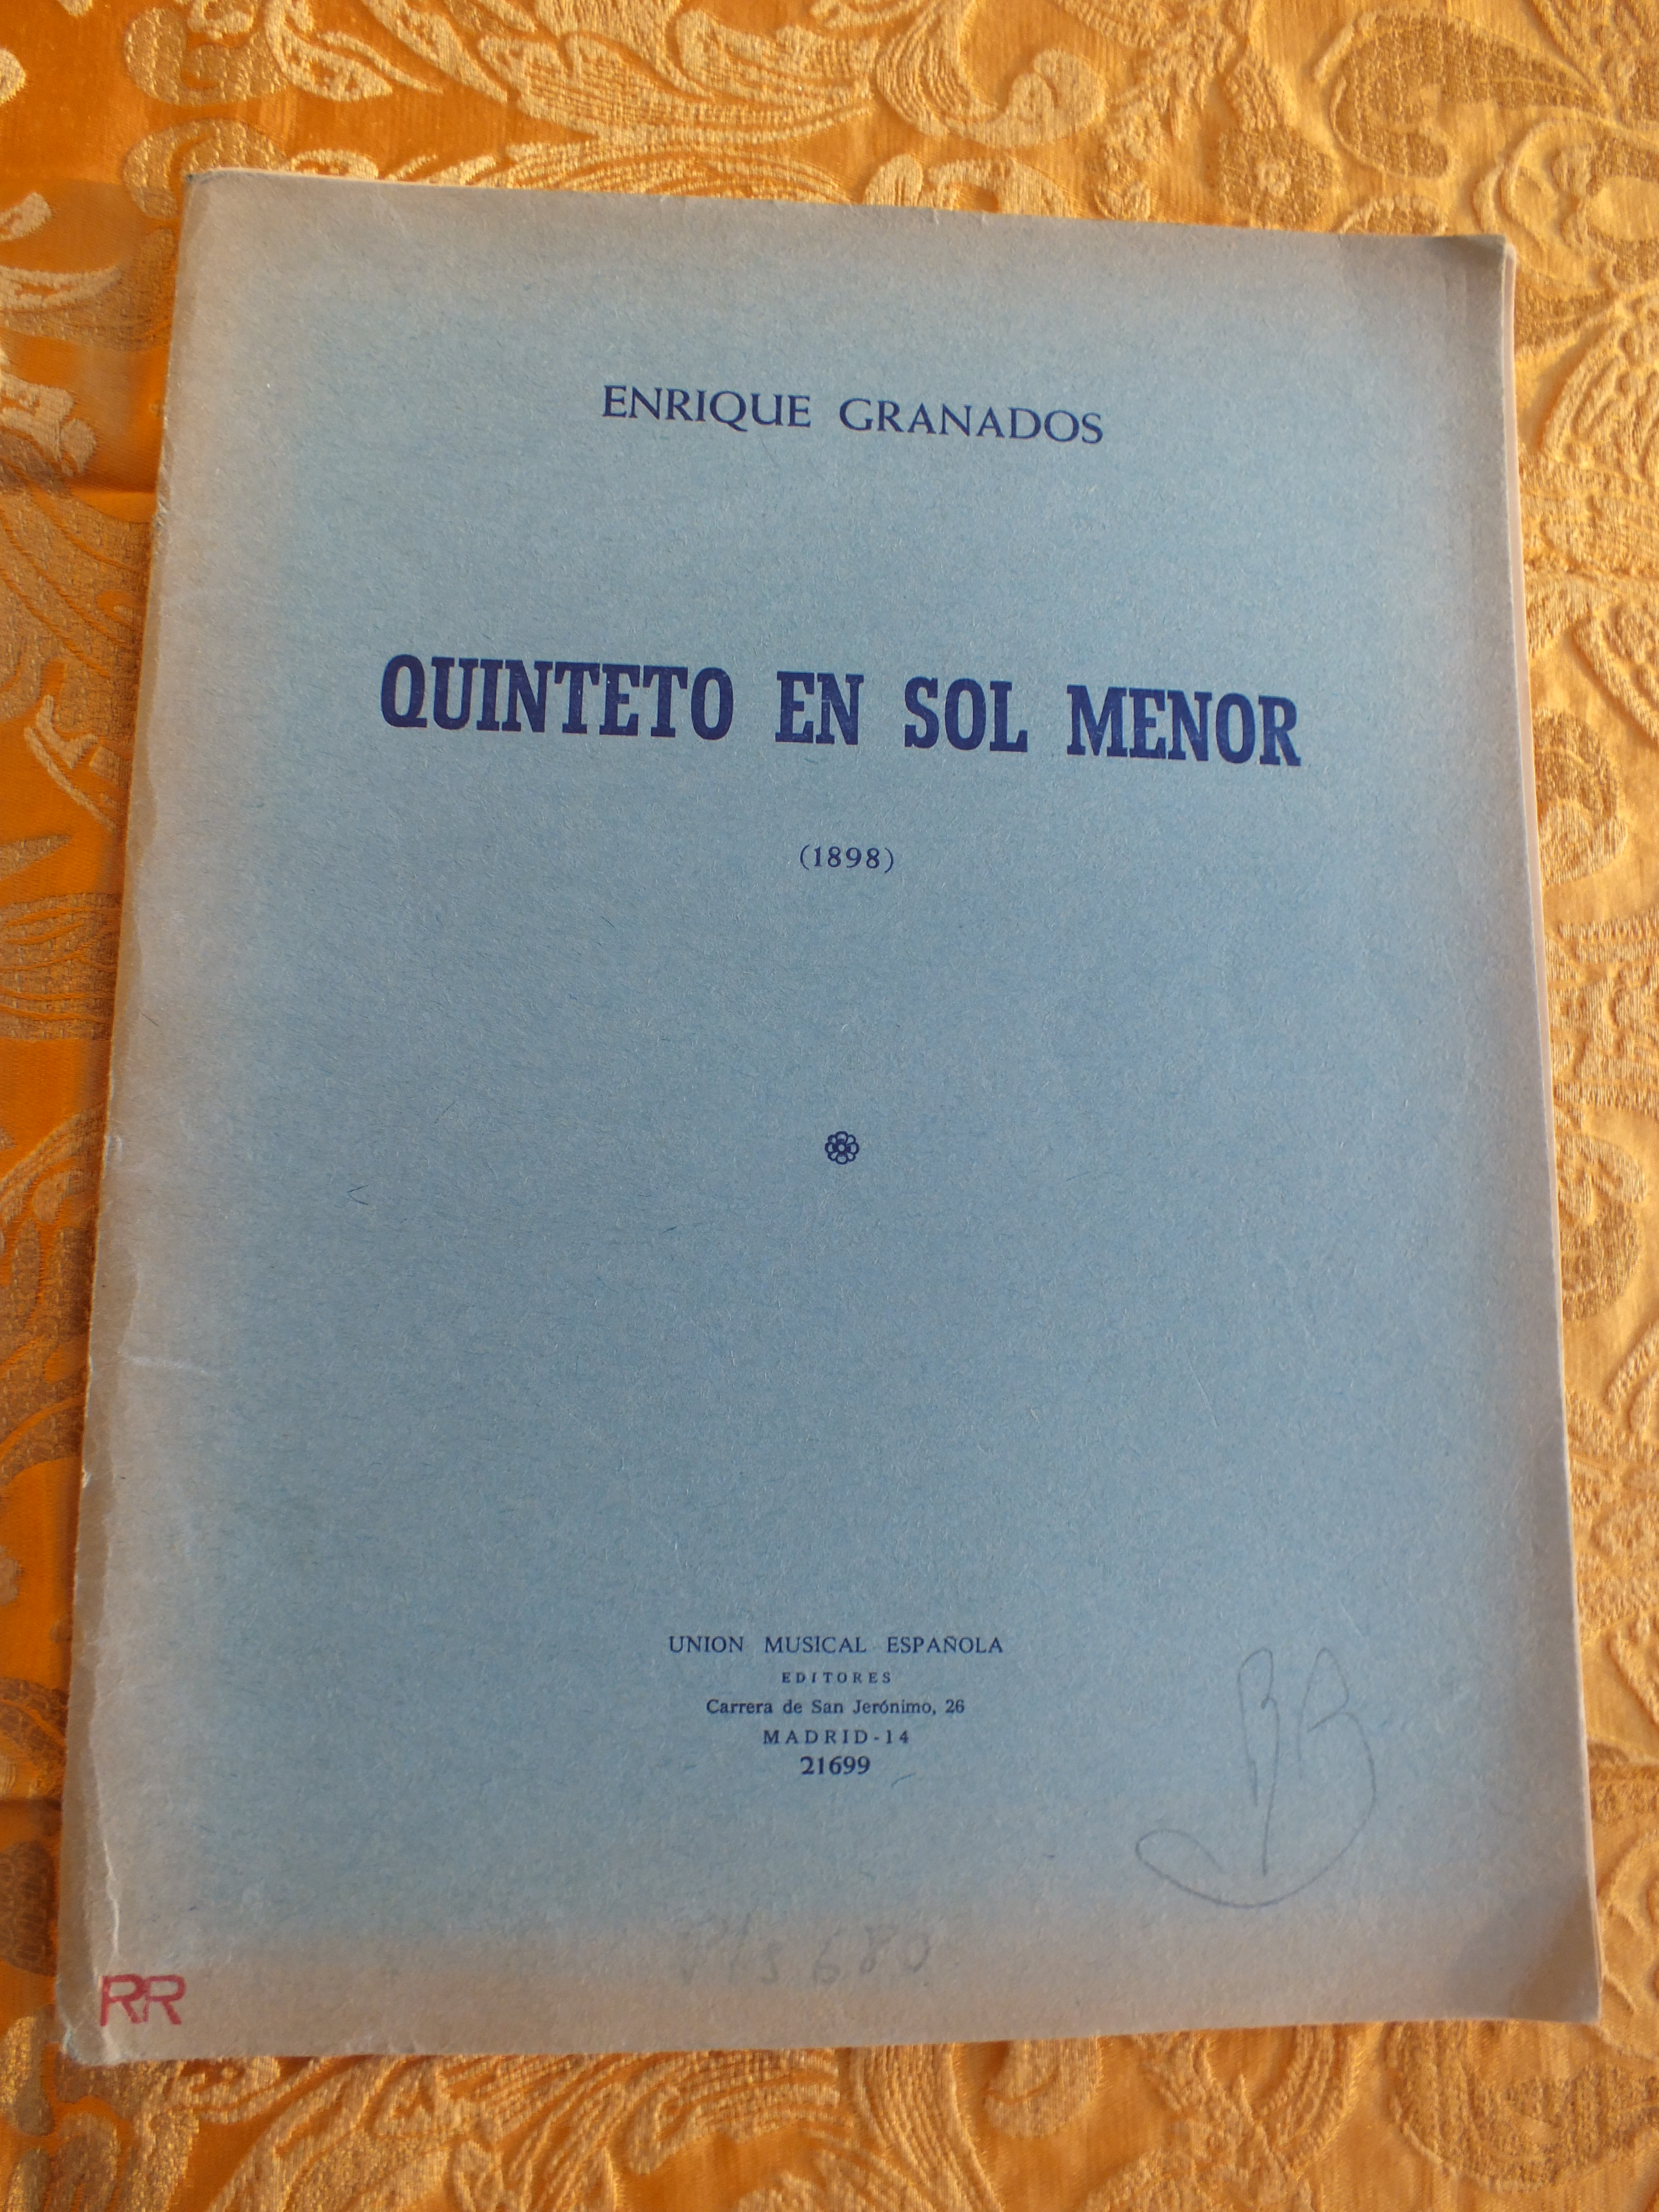 ENRIQUE GRANADOS
QUINTETO EN SOL MENOR
(1898)
UNION MUSICAL ESPAÑOLA
EDITORES
Carrera de San Jerónimo, 26
MADRID-14
21699
680
RR